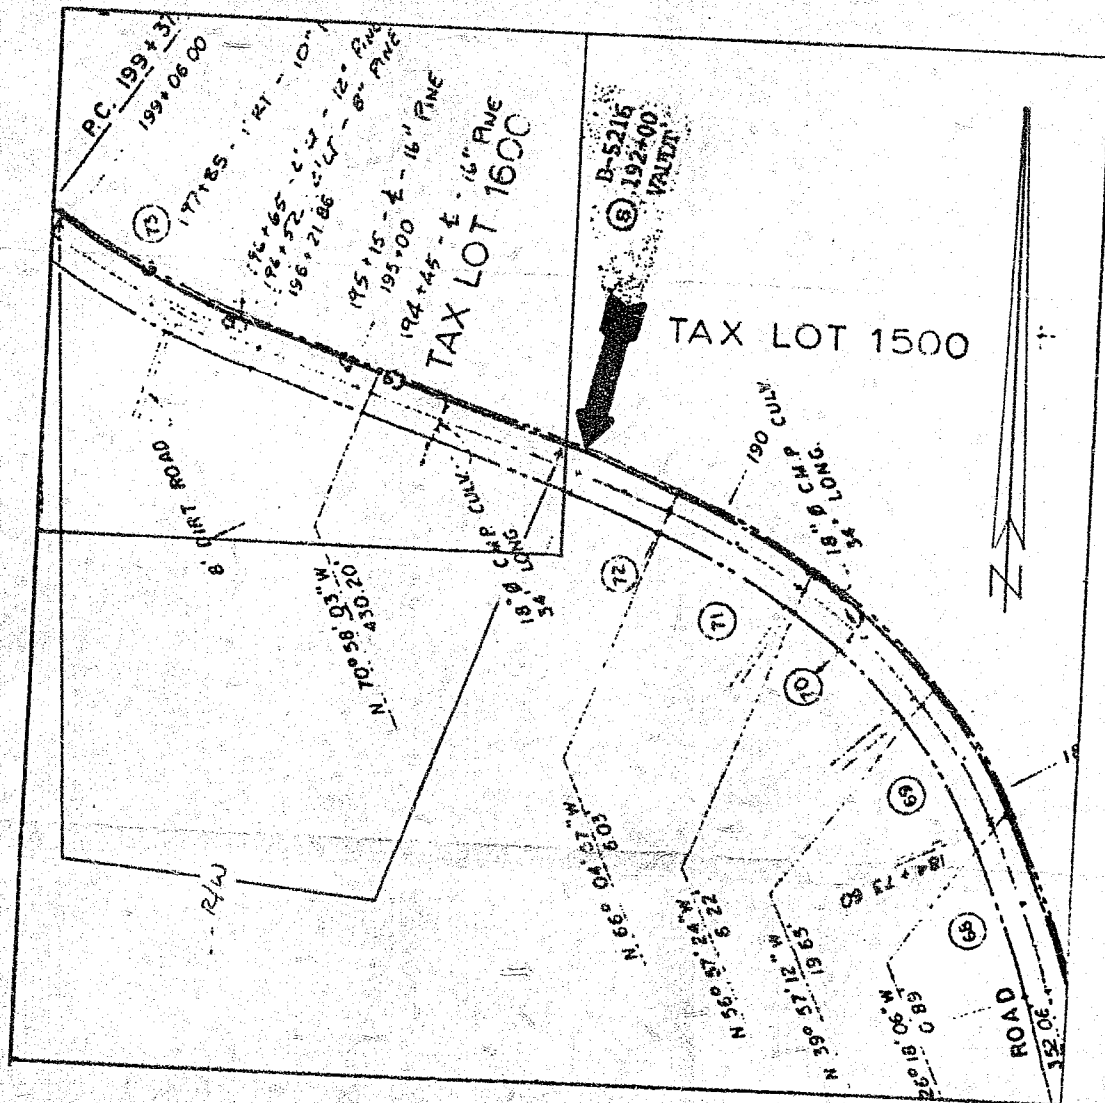 P.C. 199+37
199+06 00
73
197+85 - 1' RT - 10"
196+65 - 6' LT - 12" PINE
196+52 - 8" PINE
196+21.86
195+15 - ℄ - 16" PINE
195+00
194+45 - ℄ - 16" PINE
TAX LOT 1600
B-5216
S 192+00
TAX LOT 1500
8' DIRT ROAD
N 70° 58' 03" W
430.20'
18" Ø C.M.P CULV.
34' LONG
190 CULV
18" Ø C.M.P
34' LONG.
72
71
70
69
68
N
R/W
N 66° 04' 57" W
6.03'
N 56° 57' 24" W
5 22'
N 39° 57' 12" W
19 65'
26° 18' 06" W
0 89
184+73
ROAD
152 06
18